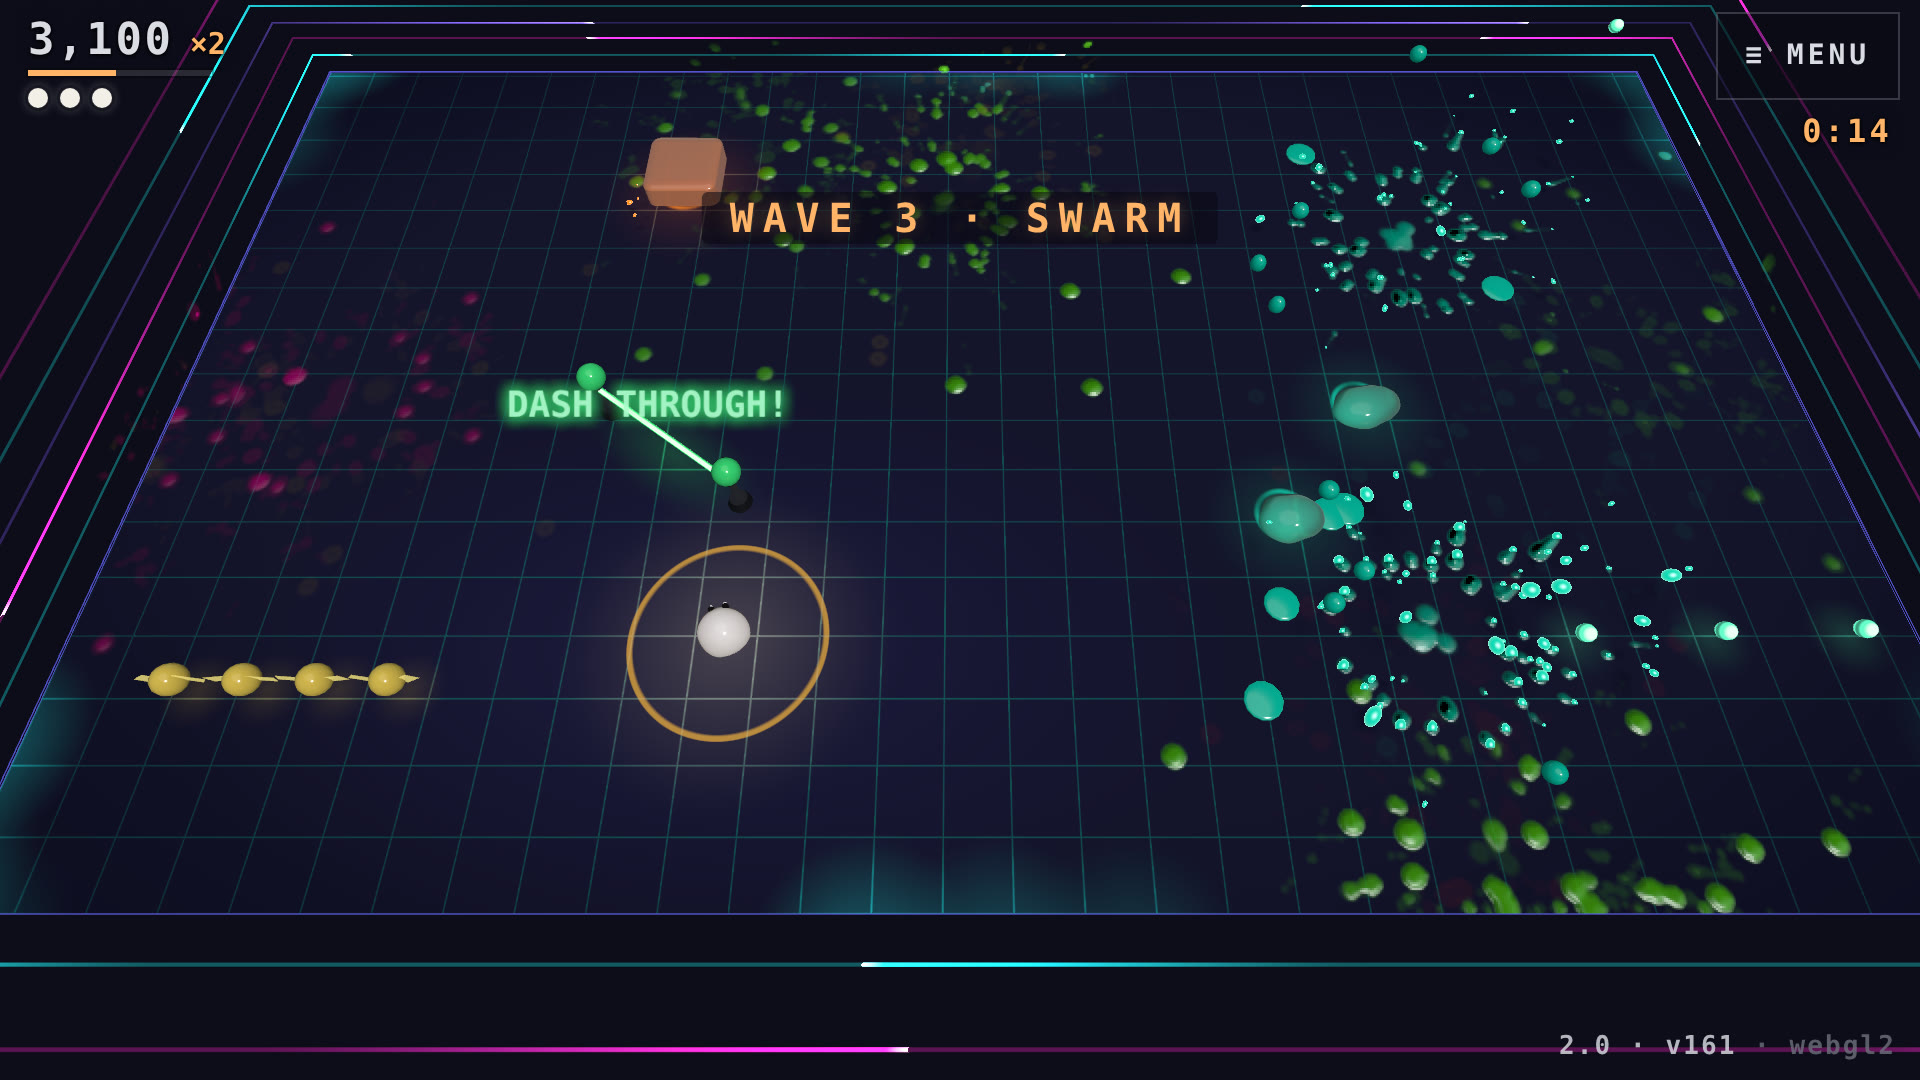 3,100 ×2
≡ MENU
0:14
WAVE 3 · SWARM
DASH THROUGH!
2.0 · v161 · webgl2